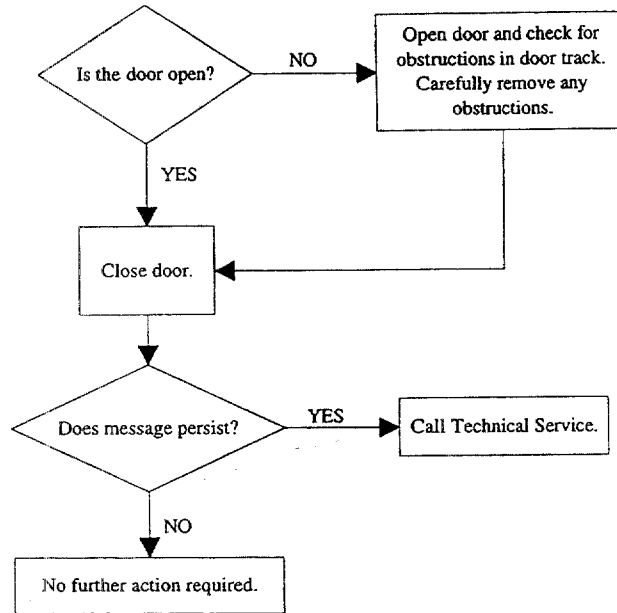 Is the door open?
NO
Open door and check for
obstructions in door track.
Carefully remove any
obstructions.
YES
Close door.
Does message persist?
YES
Call Technical Service.
NO
No further action required.